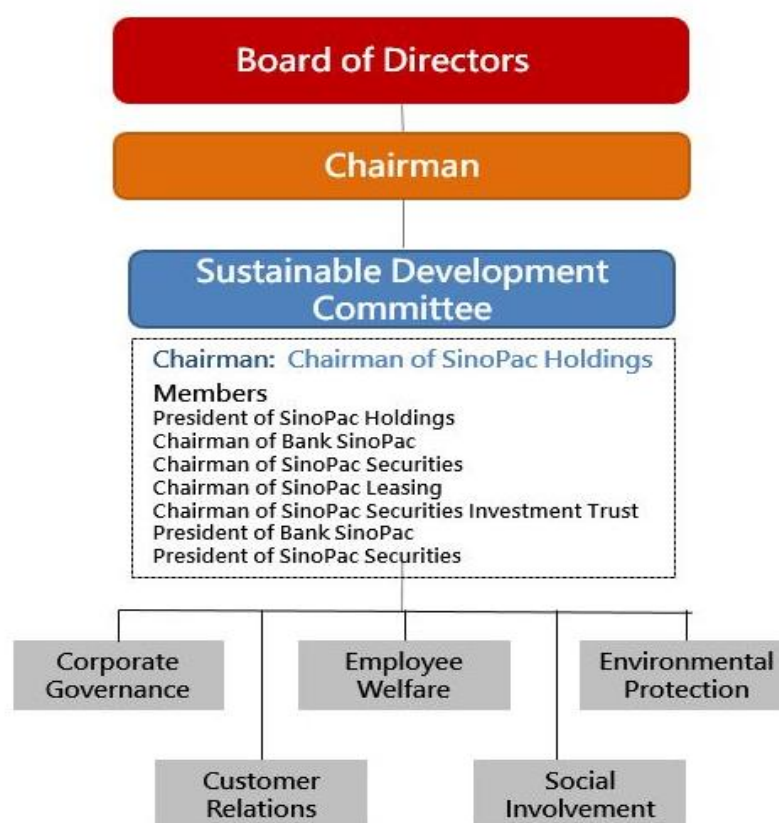 Board of Directors
Chairman
Sustainable Development
Committee
Chairman: Chairman of SinoPac Holdings
Members
President of SinoPac Holdings
Chairman of Bank SinoPac
Chairman of SinoPac Securities
Chairman of SinoPac Leasing
Chairman of SinoPac Securities Investment Trust
President of Bank SinoPac
President of SinoPac Securities
Corporate
Governance
Employee
Welfare
Environmental
Protection
Customer
Relations
Social
Involvement